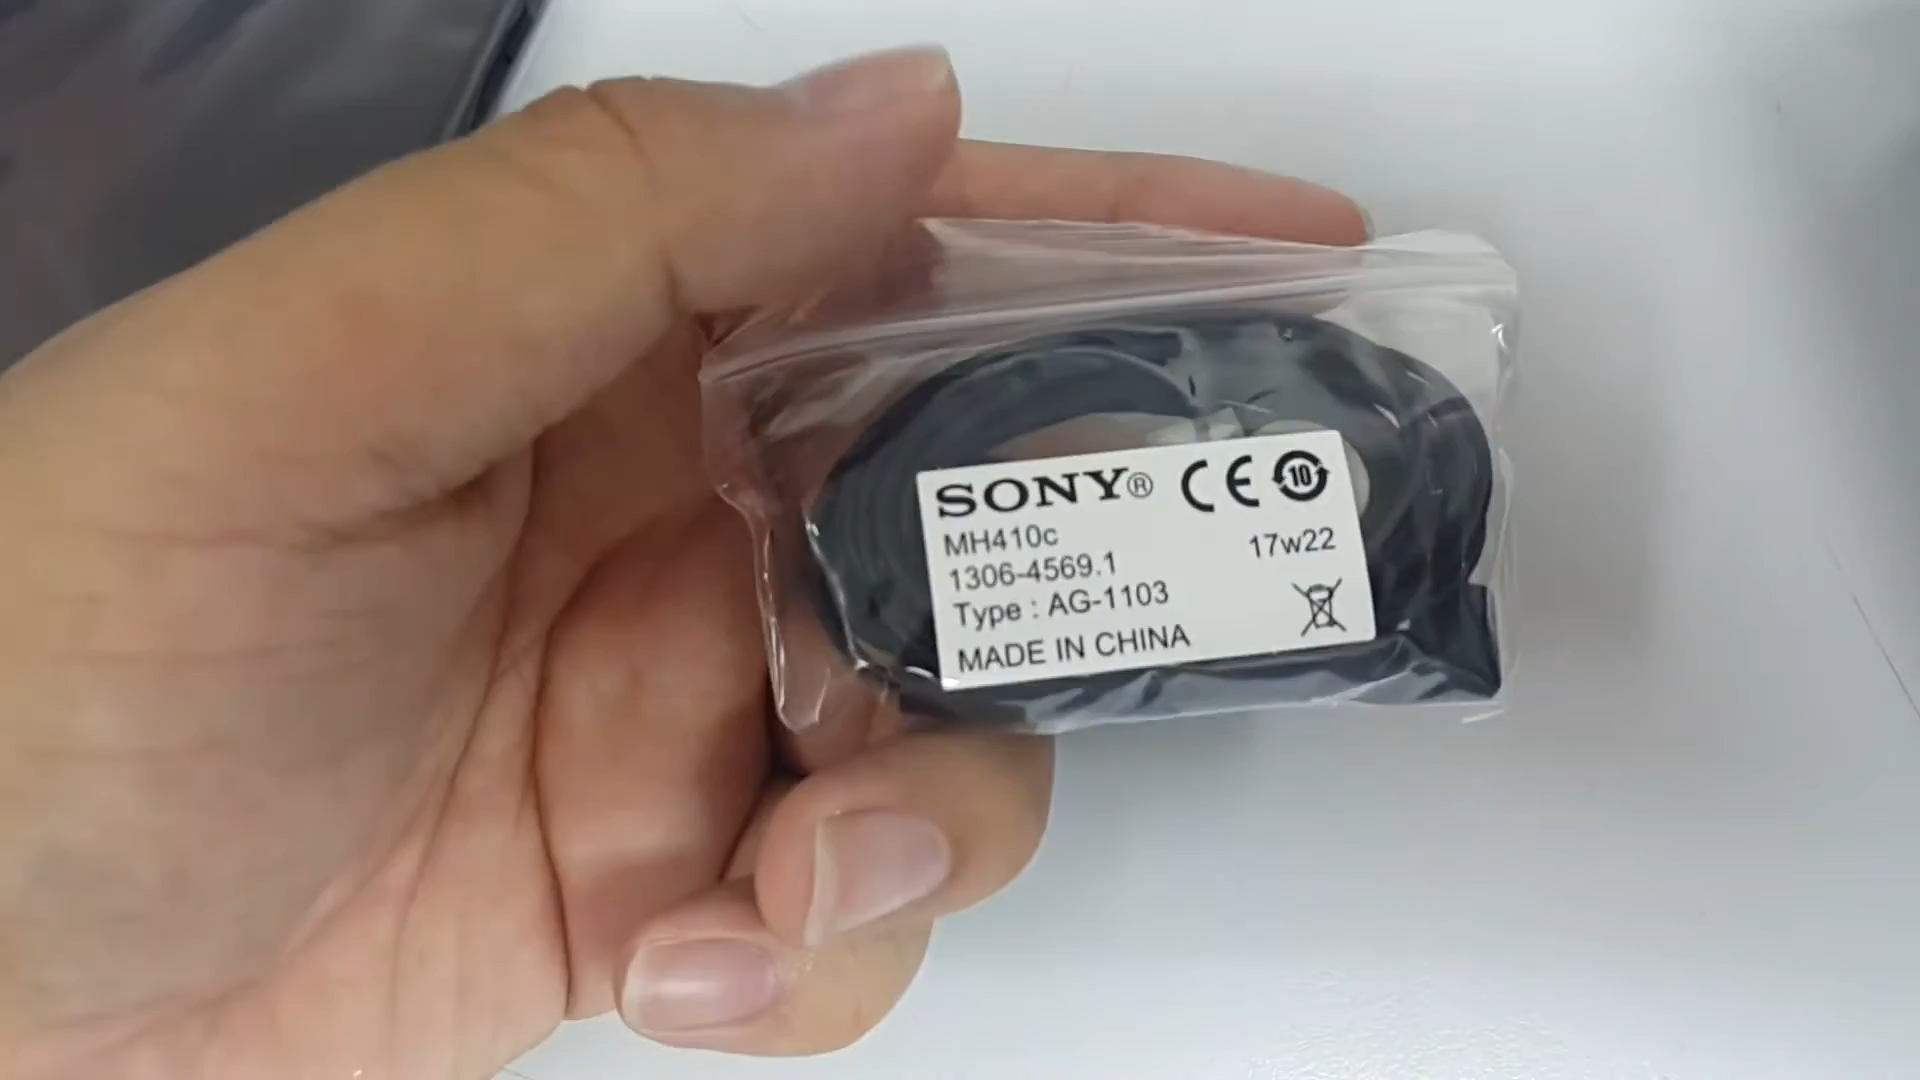 SONY® CE 10
MH410c
1306-4569.1 17w22
Type : AG-1103
MADE IN CHINA